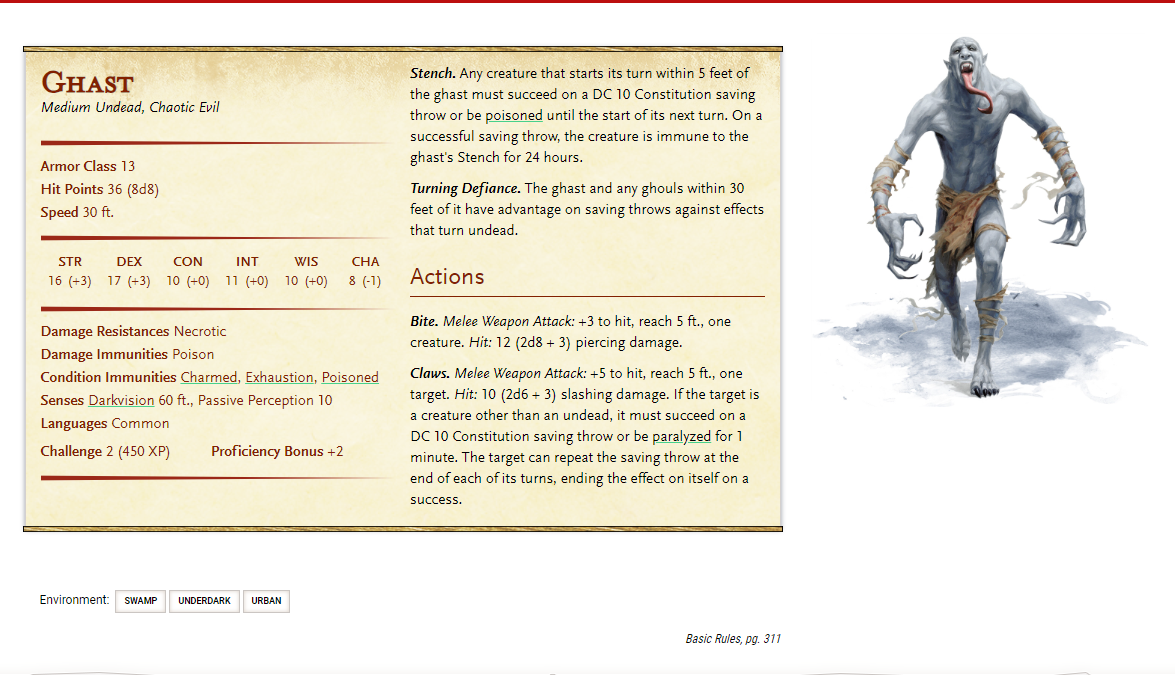 Ghast
Medium Undead, Chaotic Evil
Armor Class 13
Hit Points 36 (8d8)
Speed 30 ft.
STR DEX CON INT WIS CHA
16 (+3) 17 (+3) 10 (+0) 11 (+0) 10 (+0) 8 (-1)
Damage Resistances Necrotic
Damage Immunities Poison
Condition Immunities Charmed, Exhaustion, Poisoned
Senses Darkvision 60 ft., Passive Perception 10
Languages Common
Challenge 2 (450 XP) Proficiency Bonus +2
Stench. Any creature that starts its turn within 5 feet of
the ghast must succeed on a DC 10 Constitution saving
throw or be poisoned until the start of its next turn. On a
successful saving throw, the creature is immune to the
ghast's Stench for 24 hours.
Turning Defiance. The ghast and any ghouls within 30
feet of it have advantage on saving throws against effects
that turn undead.
Actions
Bite. Melee Weapon Attack: +3 to hit, reach 5 ft., one
creature. Hit: 12 (2d8 + 3) piercing damage.
Claws. Melee Weapon Attack: +5 to hit, reach 5 ft., one
target. Hit: 10 (2d6 + 3) slashing damage. If the target is
a creature other than an undead, it must succeed on a
DC 10 Constitution saving throw or be paralyzed for 1
minute. The target can repeat the saving throw at the
end of each of its turns, ending the effect on itself on a
success.
Environment: SWAMP UNDERDARK URBAN
Basic Rules, pg. 311